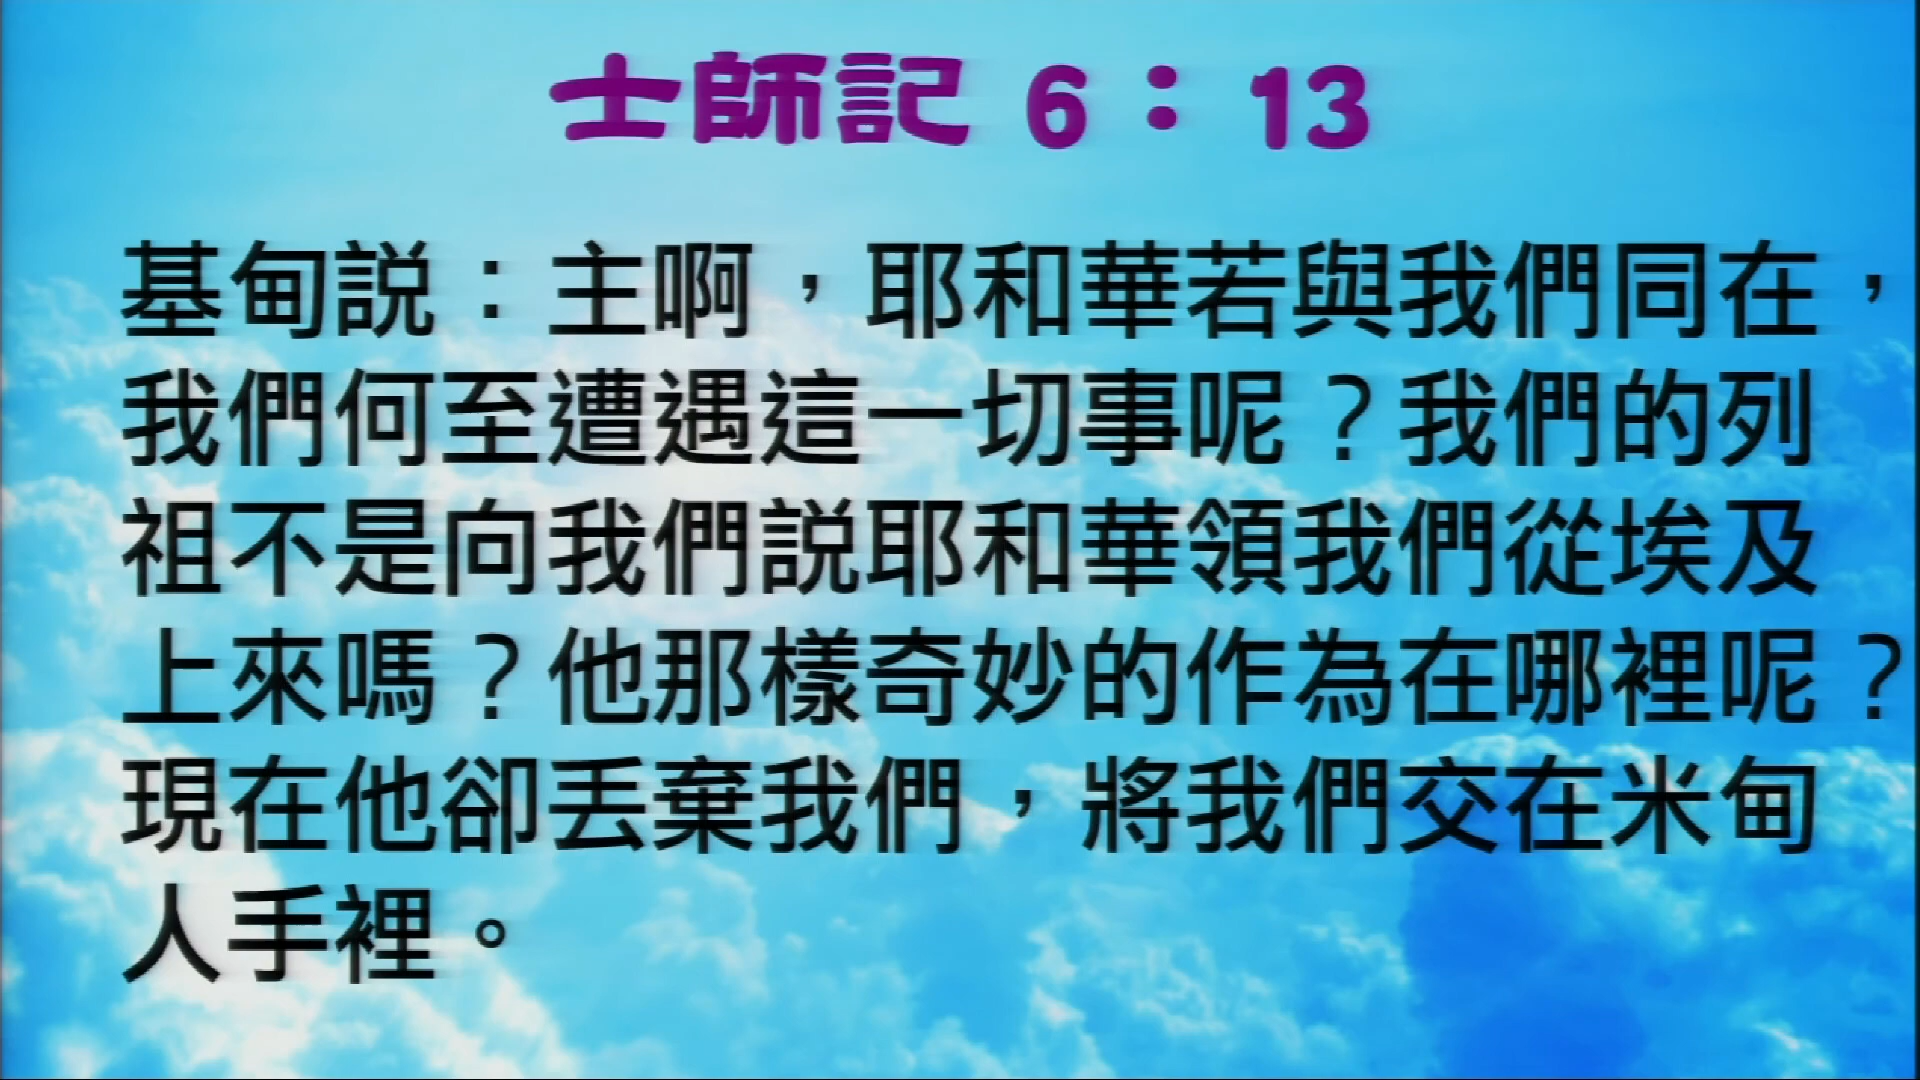 士師記 6：13
基甸説：主啊，耶和華若與我們同在，
我們何至遭遇這一切事呢？我們的列
祖不是向我們説耶和華領我們從埃及
上來嗎？他那樣奇妙的作為在哪裡呢？
現在他卻丟棄我們，將我們交在米甸
人手裡。